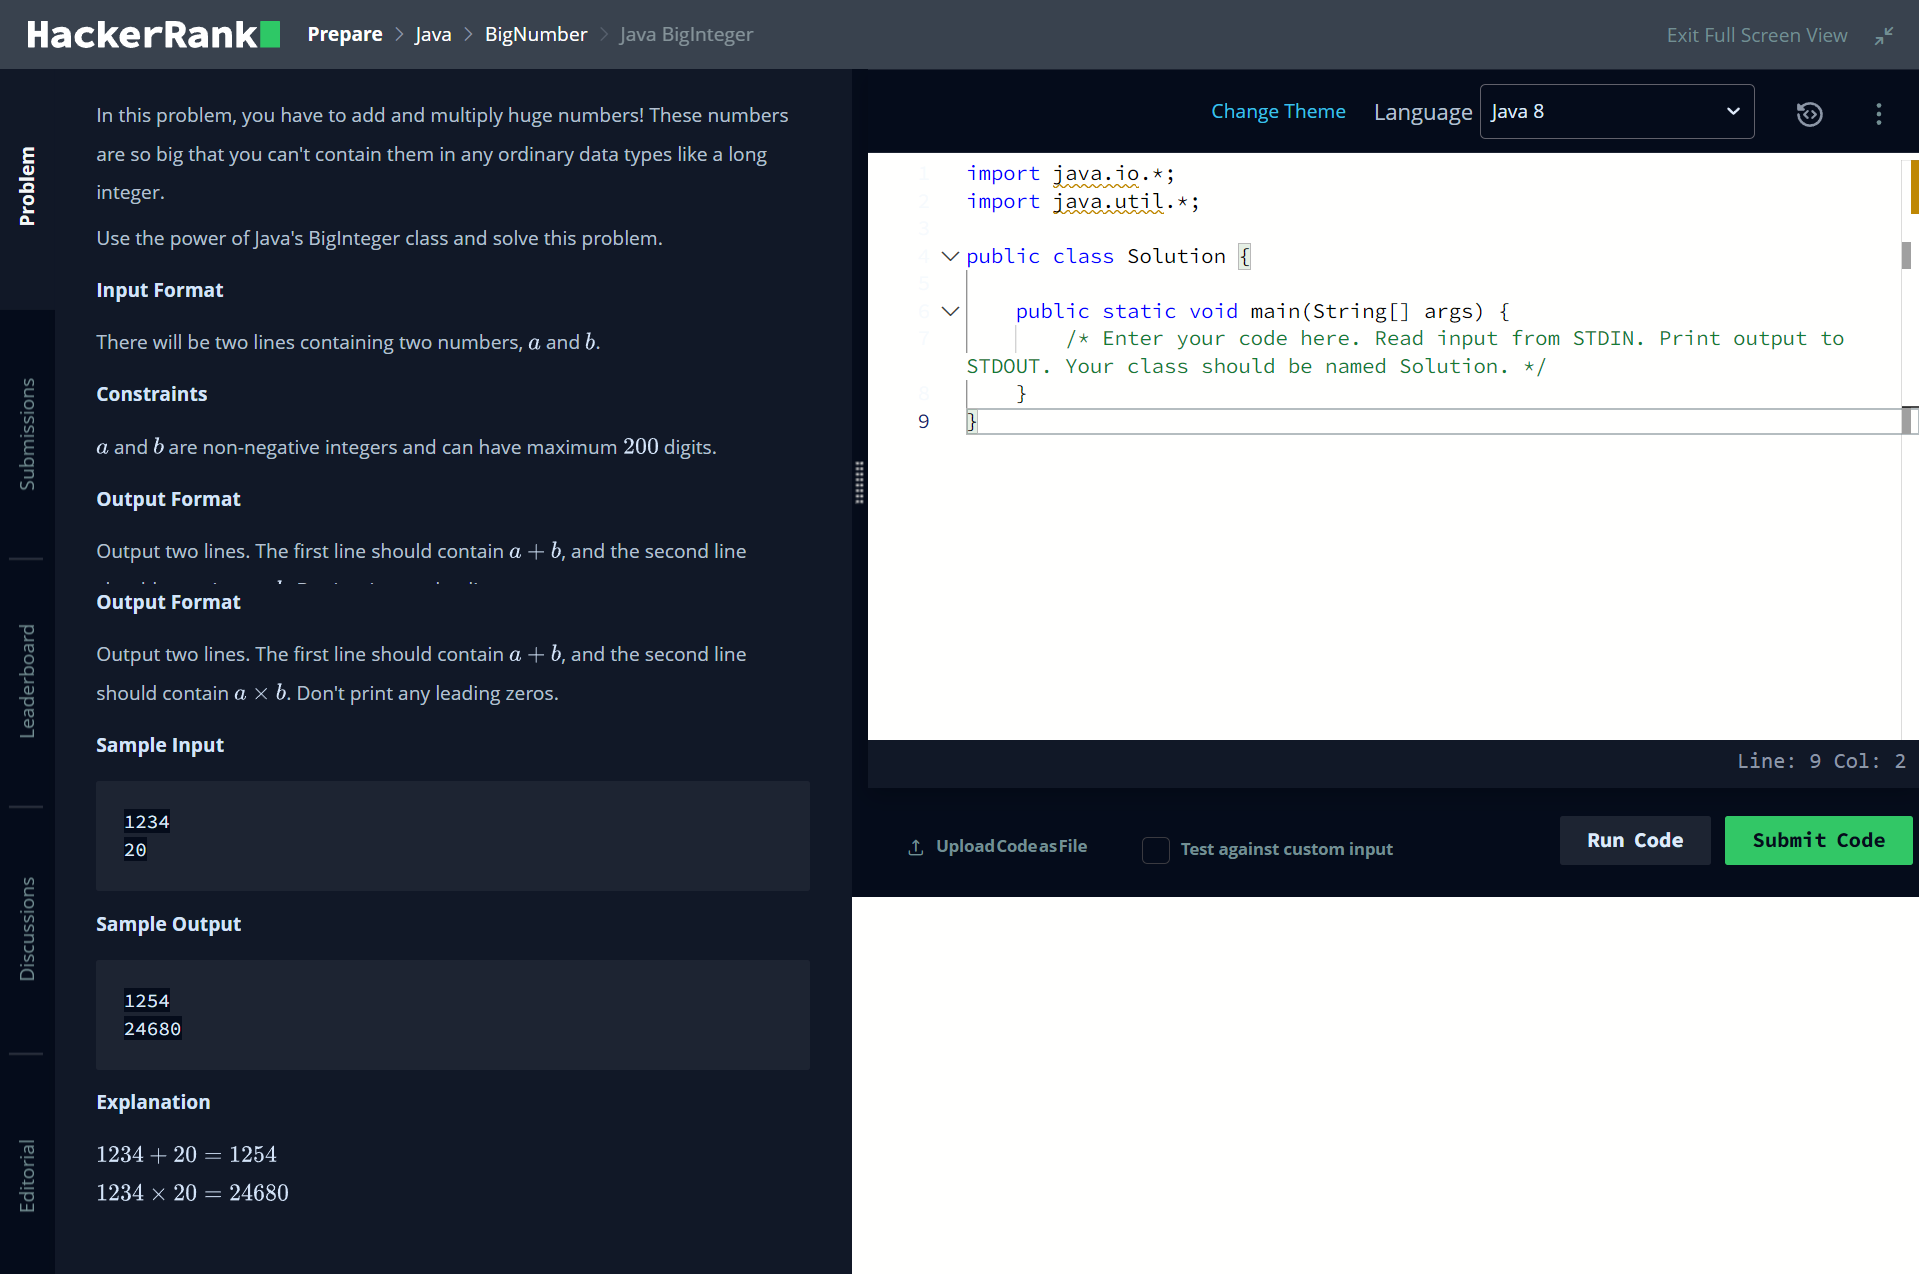 HackerRank Prepare > Java > BigNumber > Java BigInteger Exit Full Screen View
Problem
Submissions
Leaderboard
Discussions
Editorial
In this problem, you have to add and multiply huge numbers! These numbers
are so big that you can't contain them in any ordinary data types like a long
integer.
Use the power of Java's BigInteger class and solve this problem.
Input Format
There will be two lines containing two numbers, a and b.
Constraints
a and b are non-negative integers and can have maximum 200 digits.
Output Format
Output two lines. The first line should contain a + b, and the second line
Output Format
Output two lines. The first line should contain a + b, and the second line
should contain a × b. Don't print any leading zeros.
Sample Input
1234
20
Sample Output
1254
24680
Explanation
1234 + 20 = 1254
1234 × 20 = 24680
Change Theme Language Java 8
1 import java.io.*;
2 import java.util.*;
3
4 public class Solution {
5
6 public static void main(String[] args) {
7 /* Enter your code here. Read input from STDIN. Print output to
STDOUT. Your class should be named Solution. */
8 }
9 }
Line: 9 Col: 2
Upload Code as File Test against custom input Run Code Submit Code